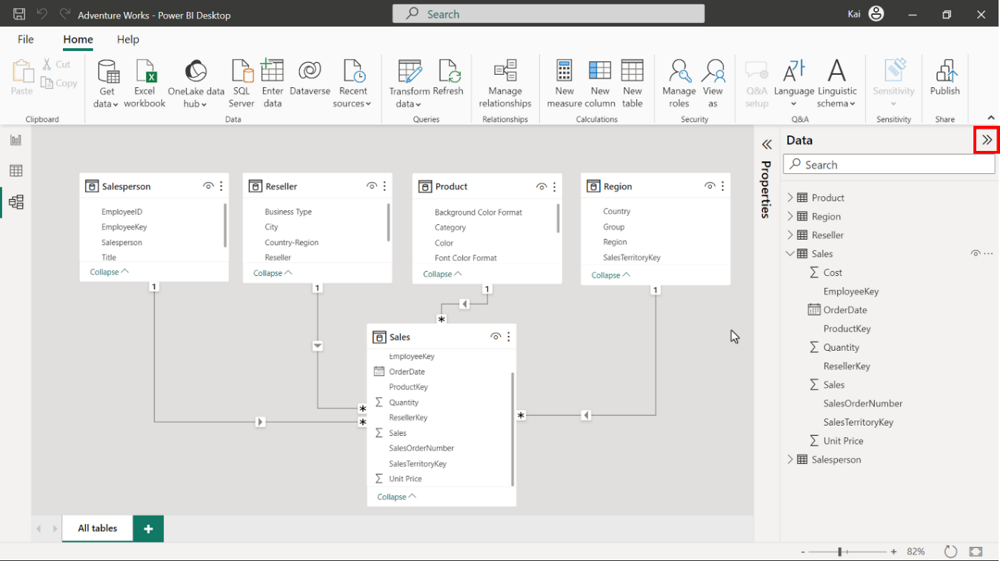 Adventure Works - Power BI Desktop
Search
Kai
File
Home
Help
Paste
Cut
Copy
Clipboard
Get
data
Excel
workbook
OneLake data
hub
SQL
Server
Enter
data
Dataverse
Recent
sources
Data
Transform
data
Refresh
Queries
Manage
relationships
Relationships
New
measure
New
column
New
table
Calculations
Manage
roles
View
as
Security
Q&A
setup
Language
Linguistic
schema
Q&A
Sensitivity
Sensitivity
Publish
Share
Salesperson
EmployeeID
EmployeeKey
Salesperson
Title
Collapse
1
Reseller
Business Type
City
Country-Region
Reseller
Collapse
1
Product
Background Color Format
Category
Color
Font Color Format
Collapse
1
*
Region
Country
Group
Region
SalesTerritoryKey
Collapse
1
Sales
EmployeeKey
OrderDate
ProductKey
Quantity
ResellerKey
Sales
SalesOrderNumber
SalesTerritoryKey
Unit Price
Collapse
*
*
*
Properties
Data
Search
Product
Region
Reseller
Sales
Cost
EmployeeKey
OrderDate
ProductKey
Quantity
ResellerKey
Sales
SalesOrderNumber
SalesTerritoryKey
Unit Price
Salesperson
All tables
+
- + 82%